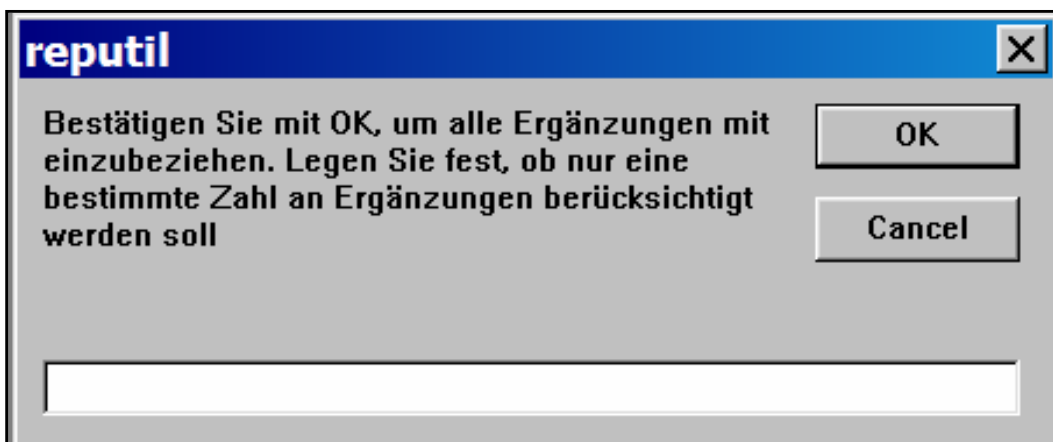 reputil
Bestätigen Sie mit OK, um alle Ergänzungen mit
einzubeziehen. Legen Sie fest, ob nur eine
bestimmte Zahl an Ergänzungen berücksichtigt
werden soll
OK
Cancel